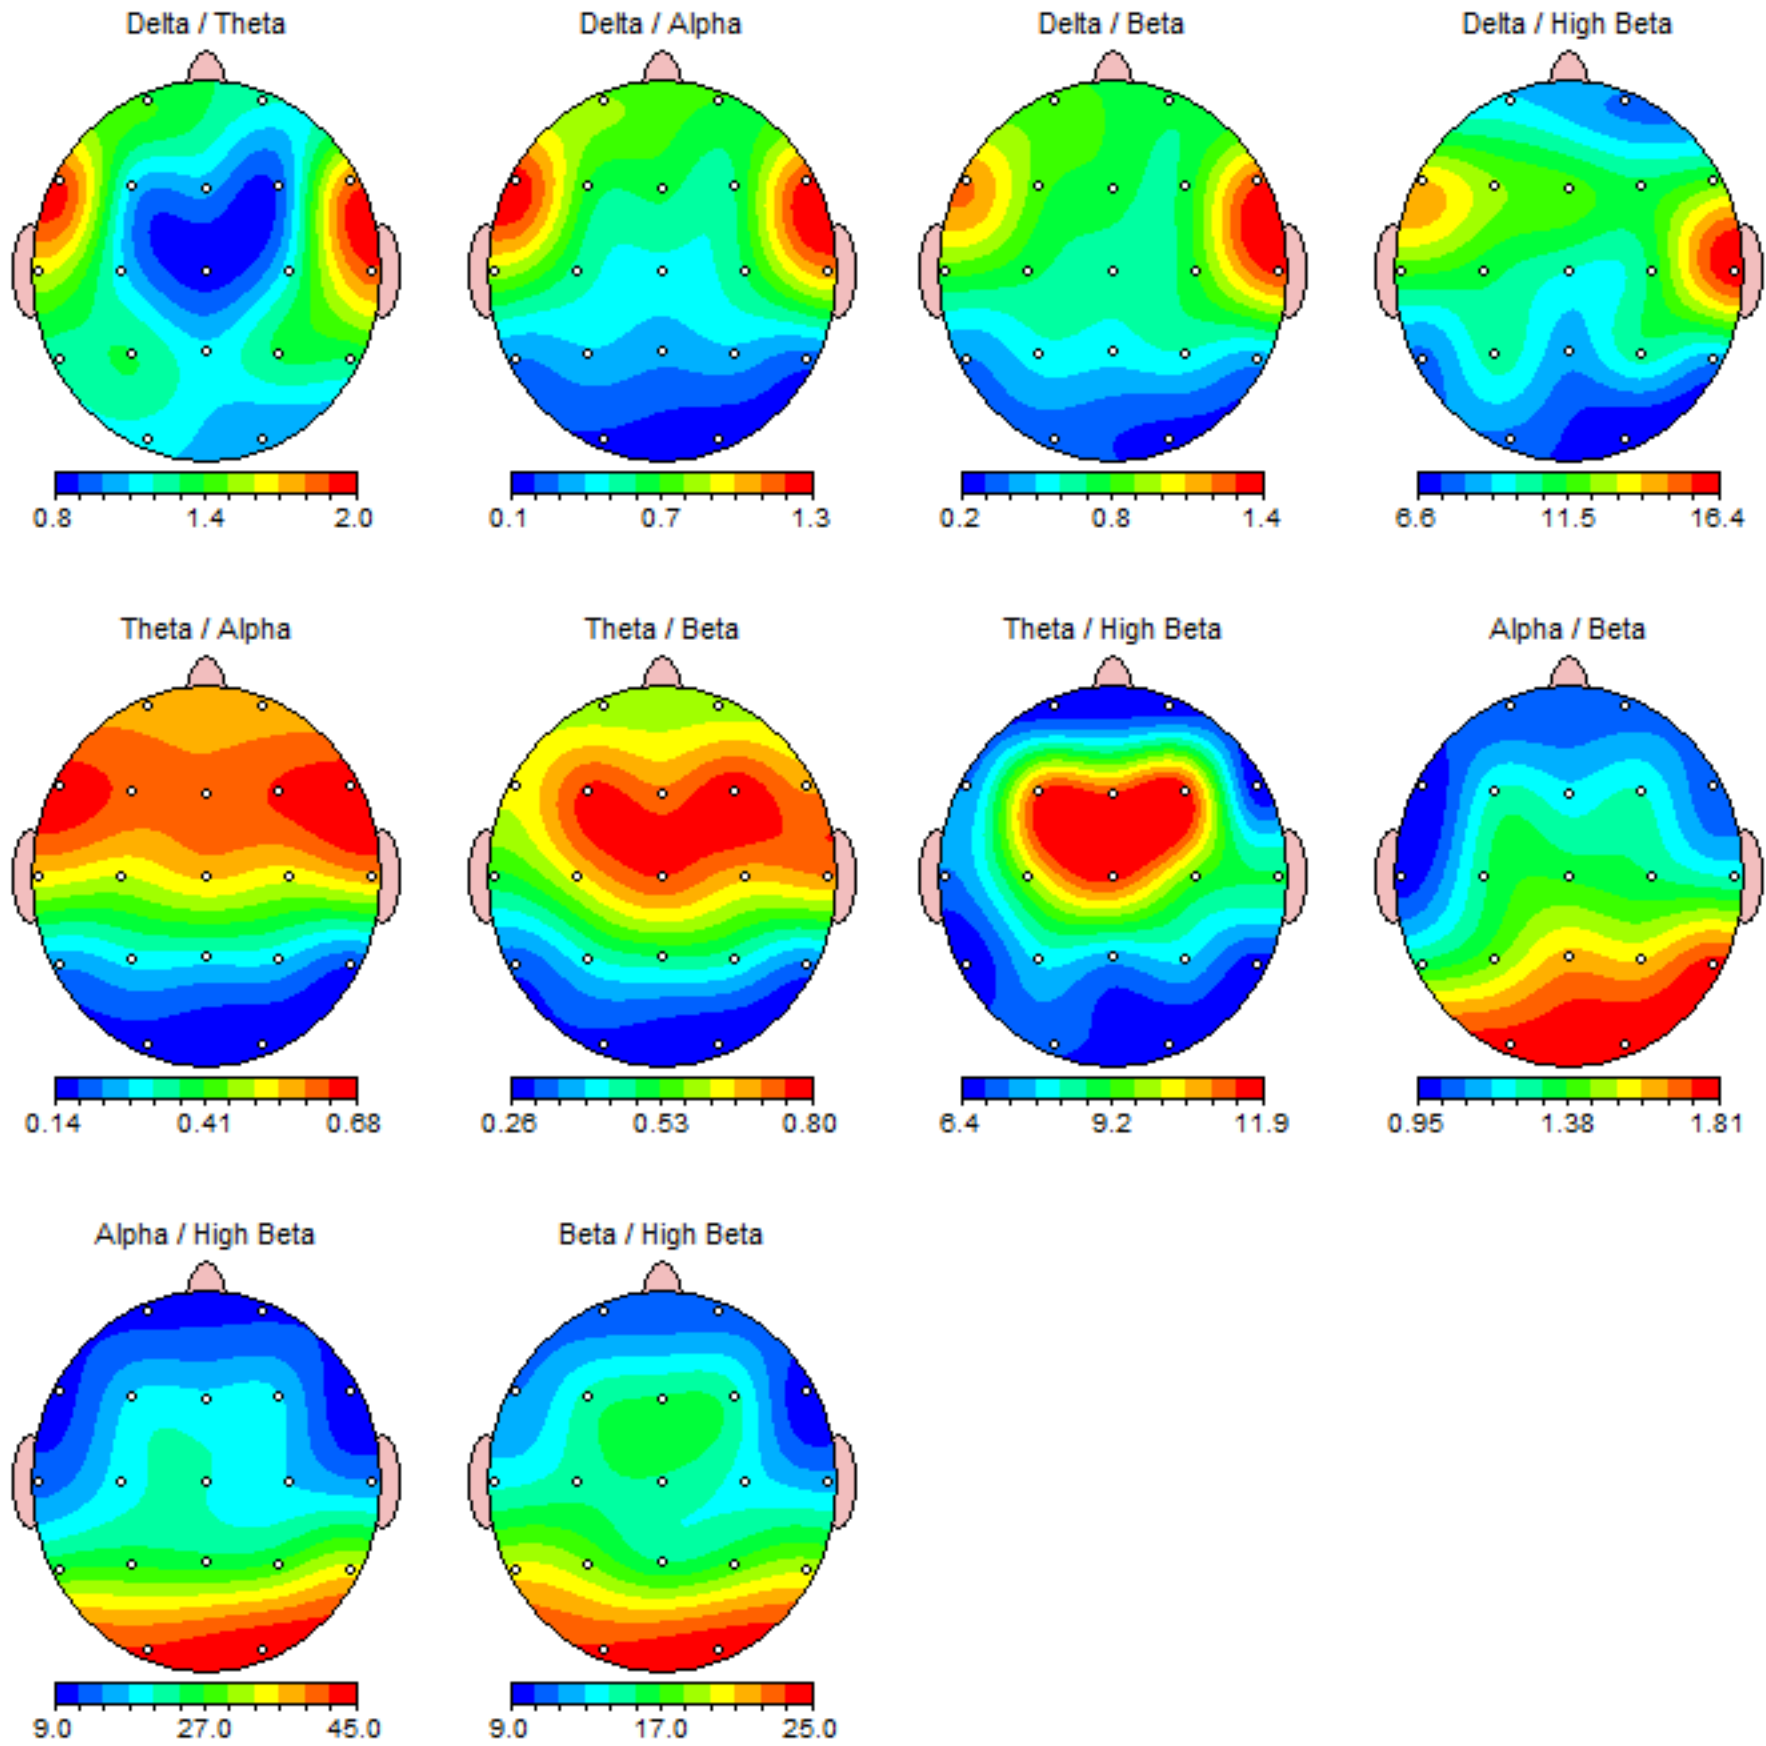 Delta / Theta
Delta / Alpha
Delta / Beta
Delta / High Beta
0.8 1.4 2.0
0.1 0.7 1.3
0.2 0.8 1.4
6.6 11.5 16.4
Theta / Alpha
Theta / Beta
Theta / High Beta
Alpha / Beta
0.14 0.41 0.68
0.26 0.53 0.80
6.4 9.2 11.9
0.95 1.38 1.81
Alpha / High Beta
Beta / High Beta
9.0 27.0 45.0
9.0 17.0 25.0